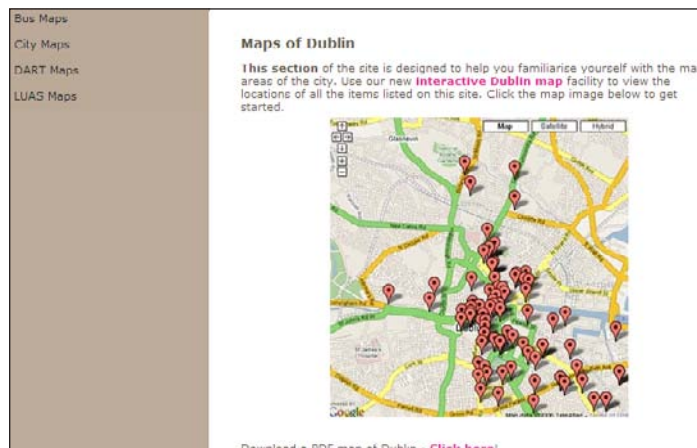 Bus Maps
City Maps
DART Maps
LUAS Maps
Maps of Dublin
This section of the site is designed to help you familiarise yourself with the ma
areas of the city. Use our new interactive Dublin map facility to view the
locations of all the items listed on this site. Click the map image below to get
started.
Map Satellite Hybrid
Glasnevin
St James's
Hospital
Google
Download a PDF map of Dublin - Click here!